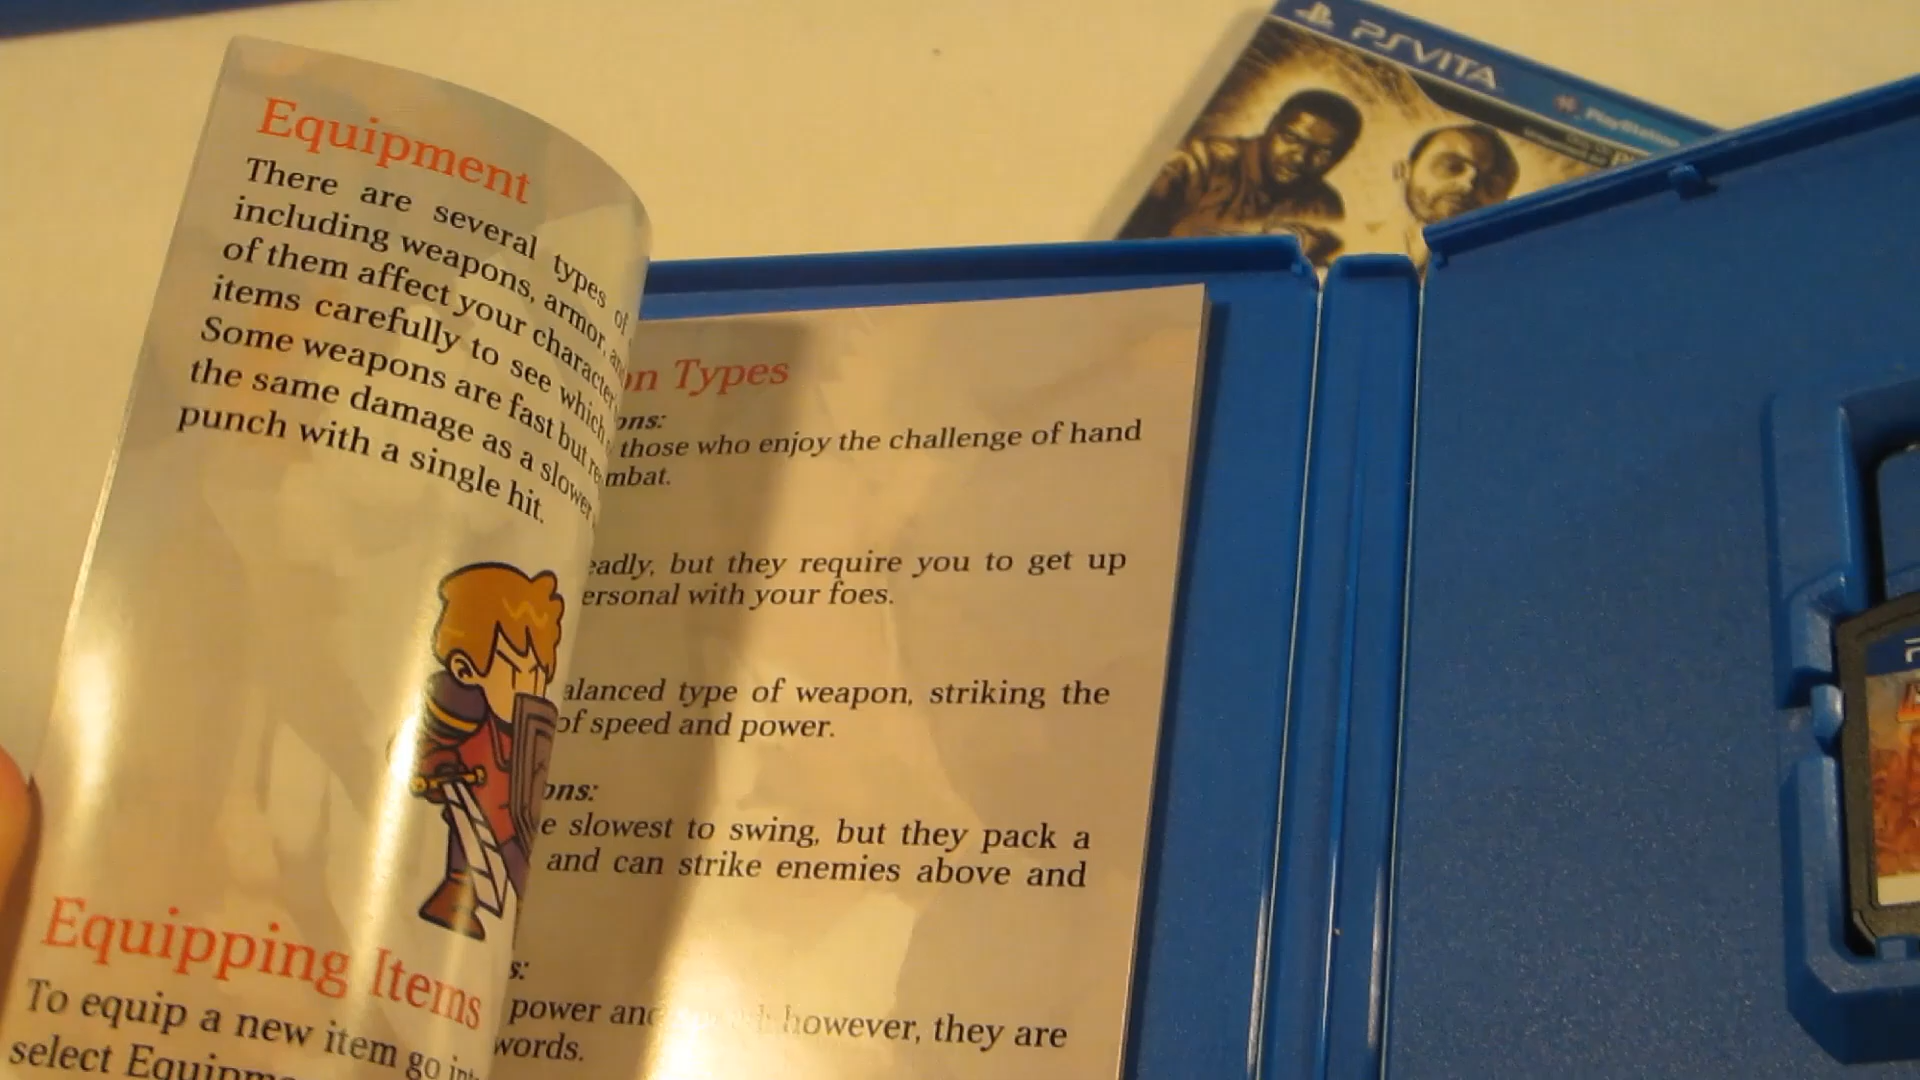 PSVITA
PlayStation
Equipment
There are several types of
including weapons, armor, and
of them affect your character
items carefully to see which
Some weapons are fast but
the same damage as a slower
punch with a single hit.
Equipping Items
To equip a new item go
select
on Types
ons:
those who enjoy the challenge of hand
mbat.
eadly, but they require you to get up
ersonal with your foes.
alanced type of weapon, striking the
of speed and power.
ons:
e slowest to swing, but they pack a
and can strike enemies above and
s:
power and however, they are
words.